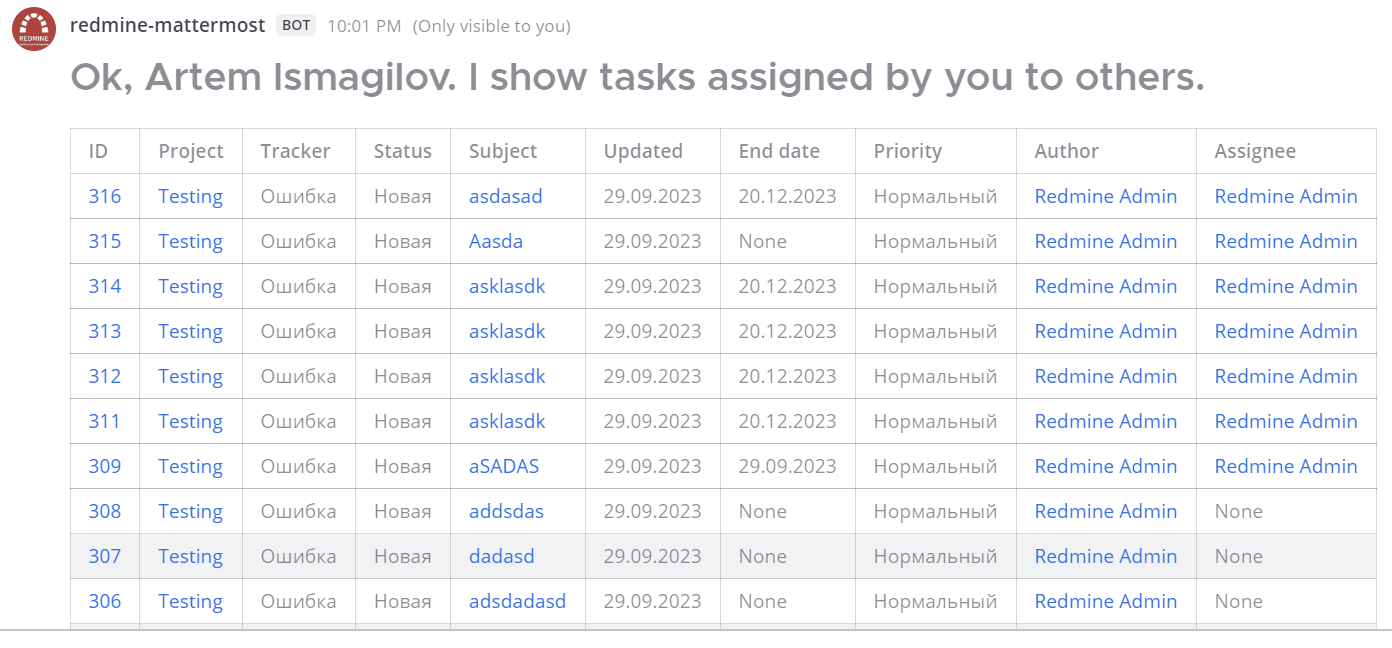 REDMINE
redmine-mattermost BOT 10:01 PM (Only visible to you)
Ok, Artem Ismagilov. I show tasks assigned by you to others.
ID Project Tracker Status Subject Updated End date Priority Author Assignee
316 Testing Ошибка Новая asdasad 29.09.2023 20.12.2023 Нормальный Redmine Admin Redmine Admin
315 Testing Ошибка Новая Aasda 29.09.2023 None Нормальный Redmine Admin Redmine Admin
314 Testing Ошибка Новая asklasdk 29.09.2023 20.12.2023 Нормальный Redmine Admin Redmine Admin
313 Testing Ошибка Новая asklasdk 29.09.2023 20.12.2023 Нормальный Redmine Admin Redmine Admin
312 Testing Ошибка Новая asklasdk 29.09.2023 20.12.2023 Нормальный Redmine Admin Redmine Admin
311 Testing Ошибка Новая asklasdk 29.09.2023 20.12.2023 Нормальный Redmine Admin Redmine Admin
309 Testing Ошибка Новая aSADAS 29.09.2023 29.09.2023 Нормальный Redmine Admin Redmine Admin
308 Testing Ошибка Новая addsdas 29.09.2023 None Нормальный Redmine Admin None
307 Testing Ошибка Новая dadasd 29.09.2023 None Нормальный Redmine Admin None
306 Testing Ошибка Новая adsdadasd 29.09.2023 None Нормальный Redmine Admin None